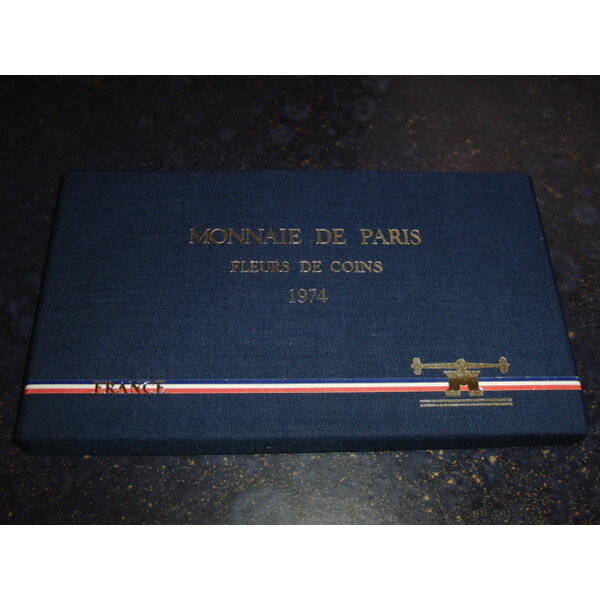 MONNAIE DE PARIS
FLEURS DE COINS
1974
FRANCE